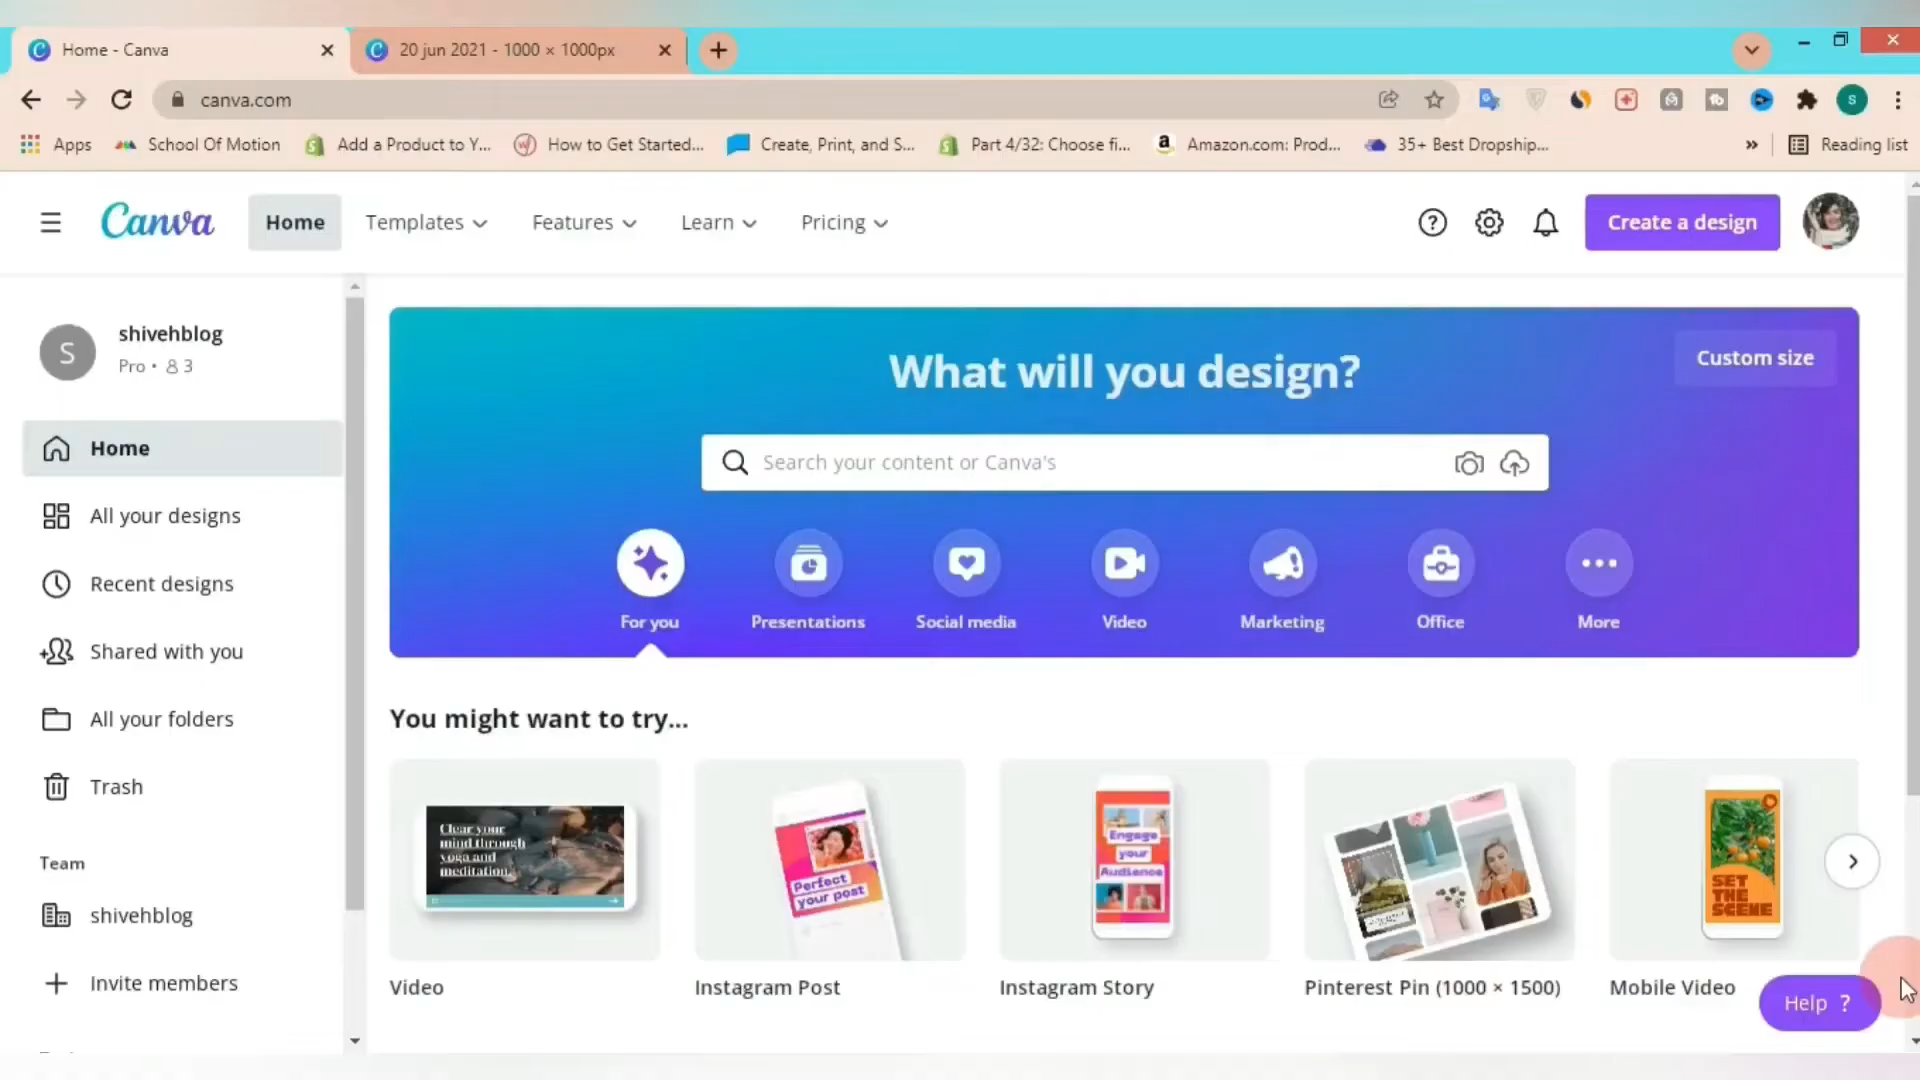 Home - Canva
20 jun 2021 - 1000 × 1000px
canva.com
S
Apps
School Of Motion
Add a Product to Y...
How to Get Started...
Create, Print, and S...
Part 4/32: Choose fi...
Amazon.com: Prod...
35+ Best Dropship...
»
Reading list
Canva
Home
Templates
Features
Learn
Pricing
Create a design
S
shivehblog
Pro • 3
Home
All your designs
Recent designs
Shared with you
All your folders
Trash
Team
shivehblog
Invite members
What will you design?
Custom size
Search your content or Canva's
For you
Presentations
Social media
Video
Marketing
Office
More
You might want to try...
Clear your
mind through
yoga and
meditation.
Perfect
your post
Engage
your
Audience
SET
THE
SCENE
Video
Instagram Post
Instagram Story
Pinterest Pin (1000 × 1500)
Mobile Video
Help ?